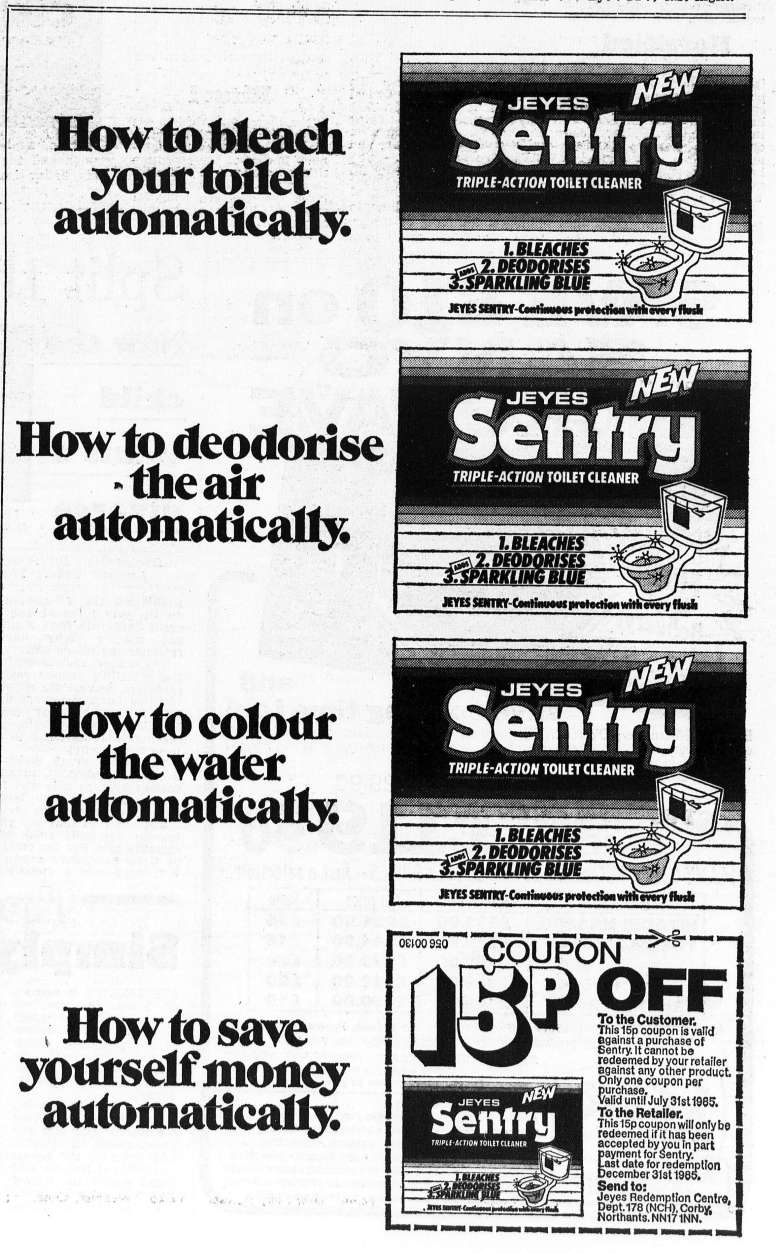 How to bleach
your toilet
automatically.
JEYES
NEW
Sentry
TRIPLE-ACTION TOILET CLEANER
1. BLEACHES
2. DEODORISES
ADDS
3. SPARKLING BLUE
JEYES SENTRY-Continuous protection with every flush
How to deodorise
the air
automatically.
JEYES
NEW
Sentry
TRIPLE-ACTION TOILET CLEANER
1. BLEACHES
2. DEODORISES
ADDS
3. SPARKLING BLUE
JEYES SENTRY-Continuous protection with every flush
How to colour
the water
automatically.
JEYES
NEW
Sentry
TRIPLE-ACTION TOILET CLEANER
1. BLEACHES
2. DEODORISES
ADDS
3. SPARKLING BLUE
JEYES SENTRY-Continuous protection with every flush
How to save
yourself money
automatically.
COUPON
15P OFF
To the Customer.
This 15p coupon is valid
against a purchase of
Sentry. It cannot be
redeemed by your retailer
against any other product.
Only one coupon per
purchase.
Valid until July 31st 1985.
To the Retailer.
This 15p coupon will only be
redeemed if it has been
accepted by you in part
payment for Sentry.
Last date for redemption
December 31st 1985.
Send to:
Jeyes Redemption Centre,
Dept. 178 (NCH), Corby,
Northants. NN17 1NN.
JEYES
NEW
Sentry
TRIPLE-ACTION TOILET CLEANER
1. BLEACHES
2. DEODORISES
3. SPARKLING BLUE
JEYES SENTRY-Continuous protection with every flush